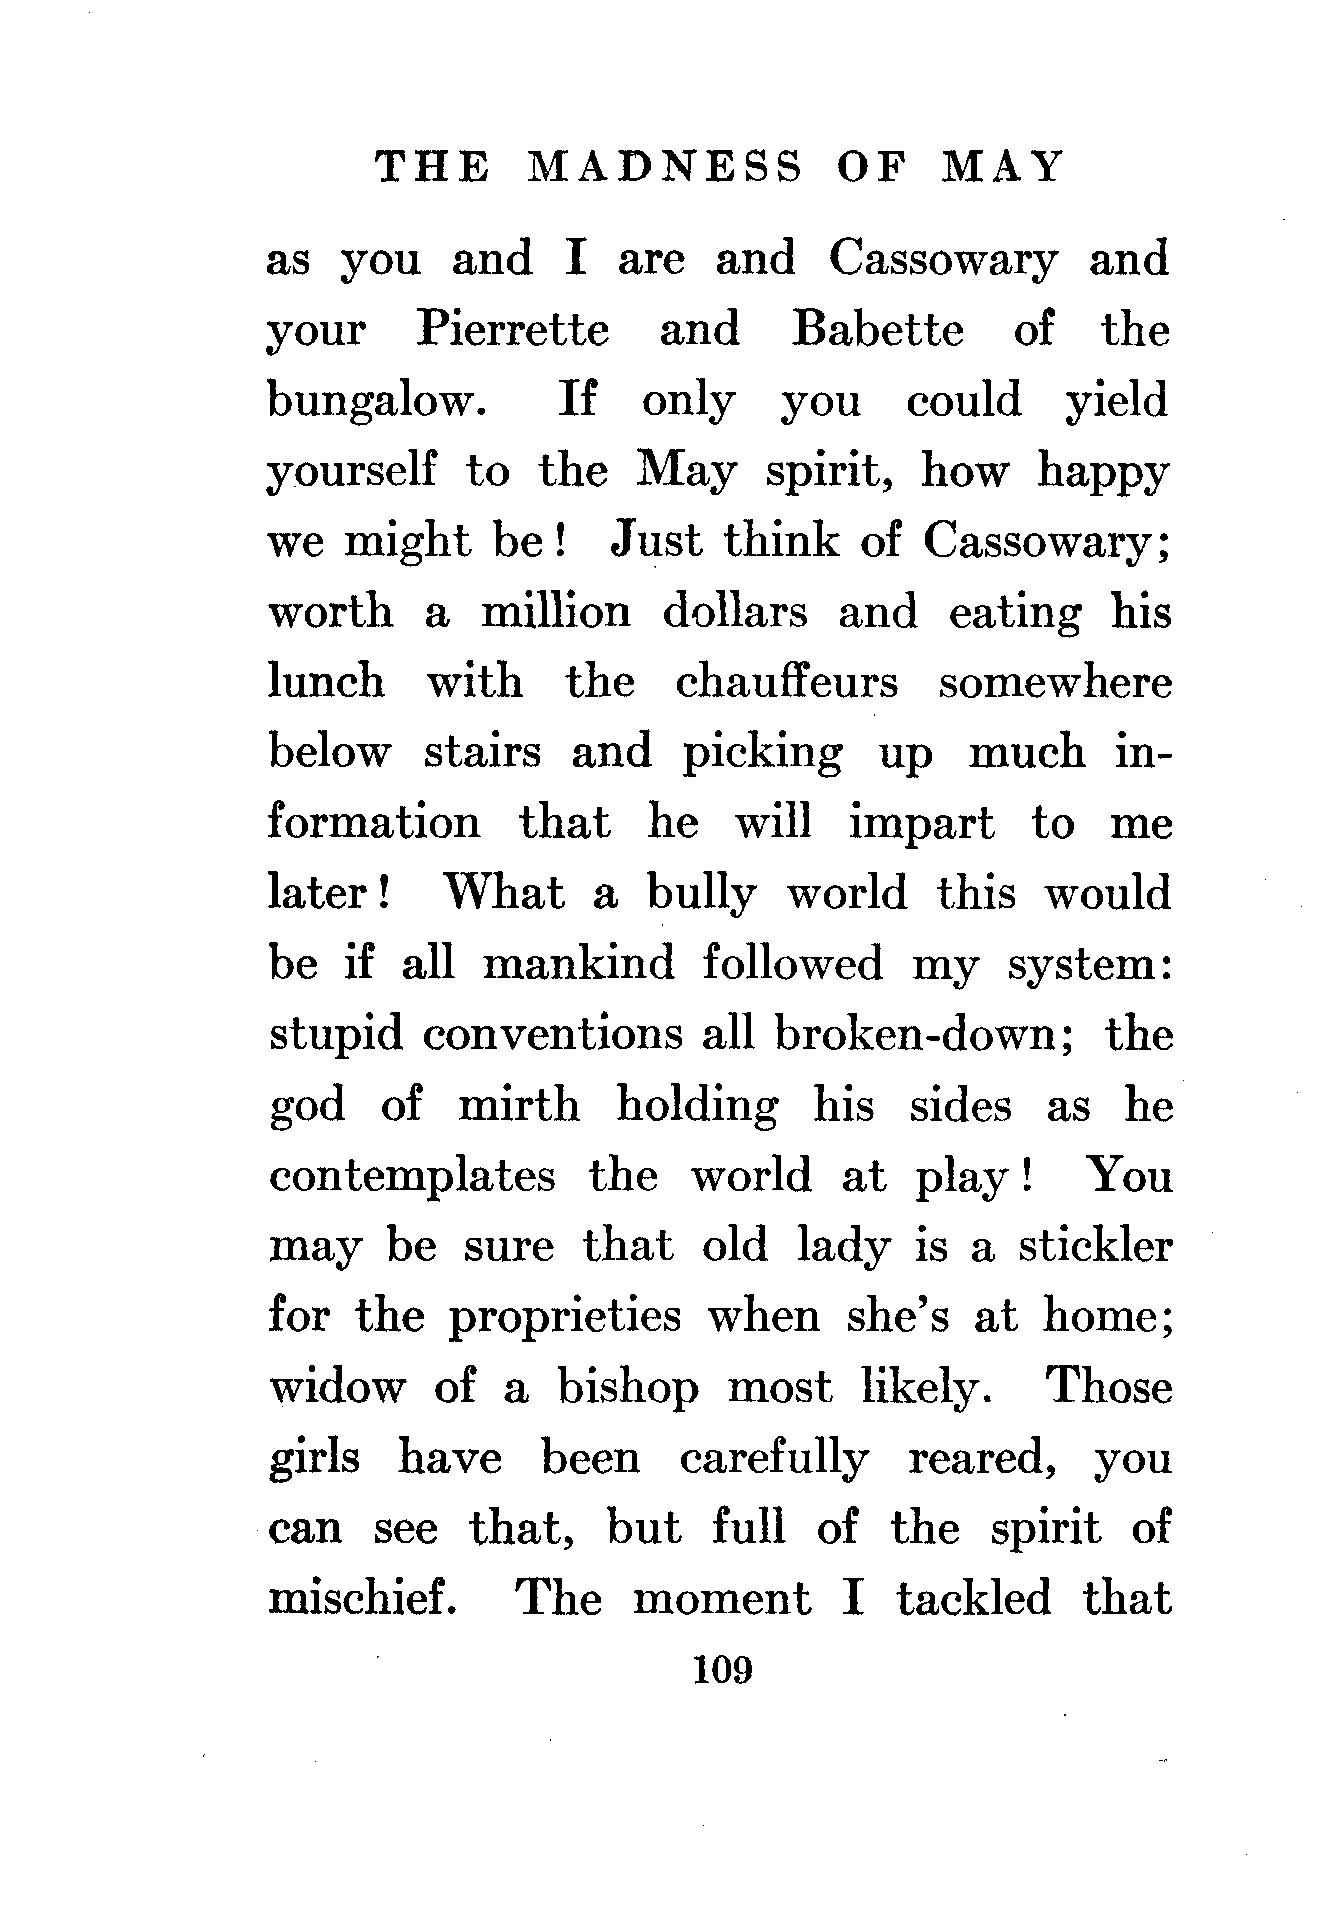 THE MADNESS OF MAY
as you and I are and Cassowary and
your Pierrette and Babette of the
bungalow. If only you could yield
yourself to the May spirit, how happy
we might be! Just think of Cassowary;
worth a million dollars and eating his
lunch with the chauffeurs somewhere
below stairs and picking up much in-
formation that he will impart to me
later! What a bully world this would
be if all mankind followed my system:
stupid conventions all broken-down; the
god of mirth holding his sides as he
contemplates the world at play! You
may be sure that old lady is a stickler
for the proprieties when she's at home;
widow of a bishop most likely. Those
girls have been carefully reared, you
can see that, but full of the spirit of
mischief. The moment I tackled that
109